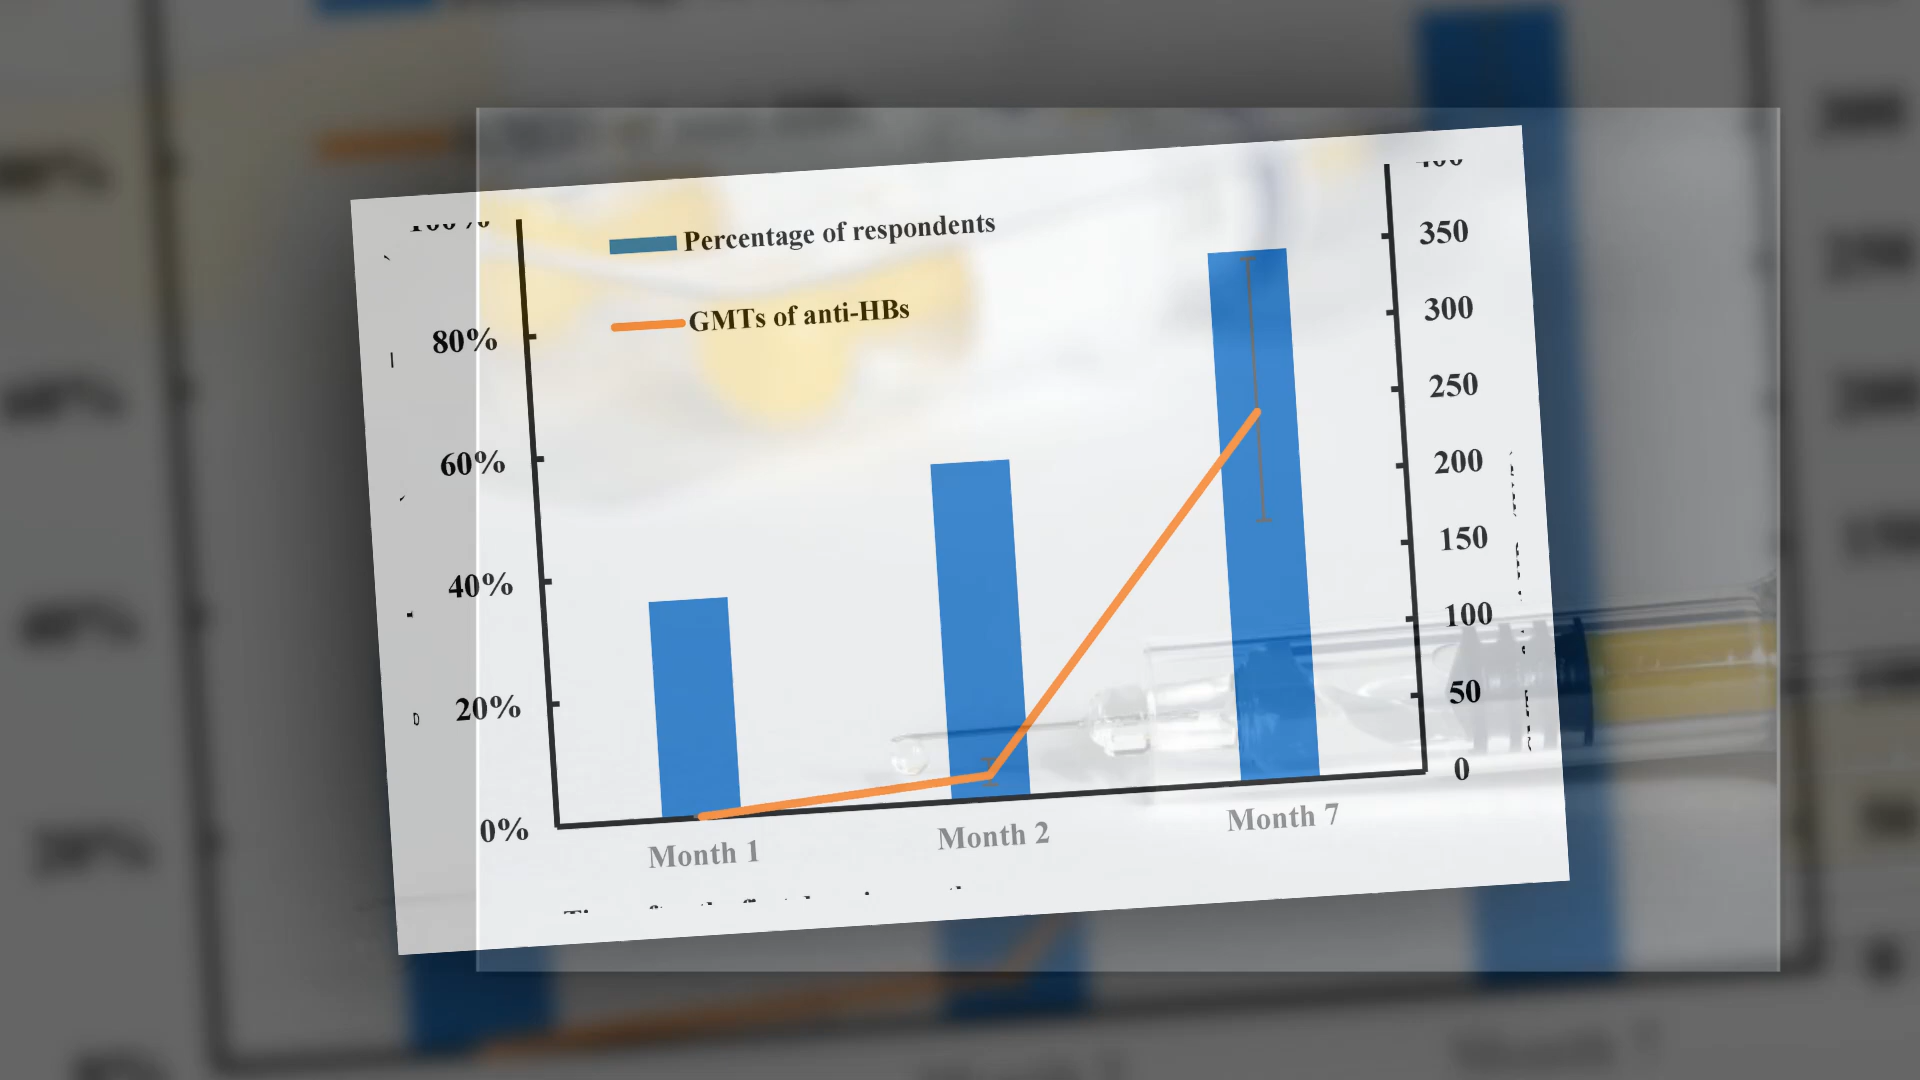 Percentage of respondents
GMTs of anti-HBs
80%
60%
40%
20%
0%
350
300
250
200
150
100
50
0
Month 1
Month 2
Month 7